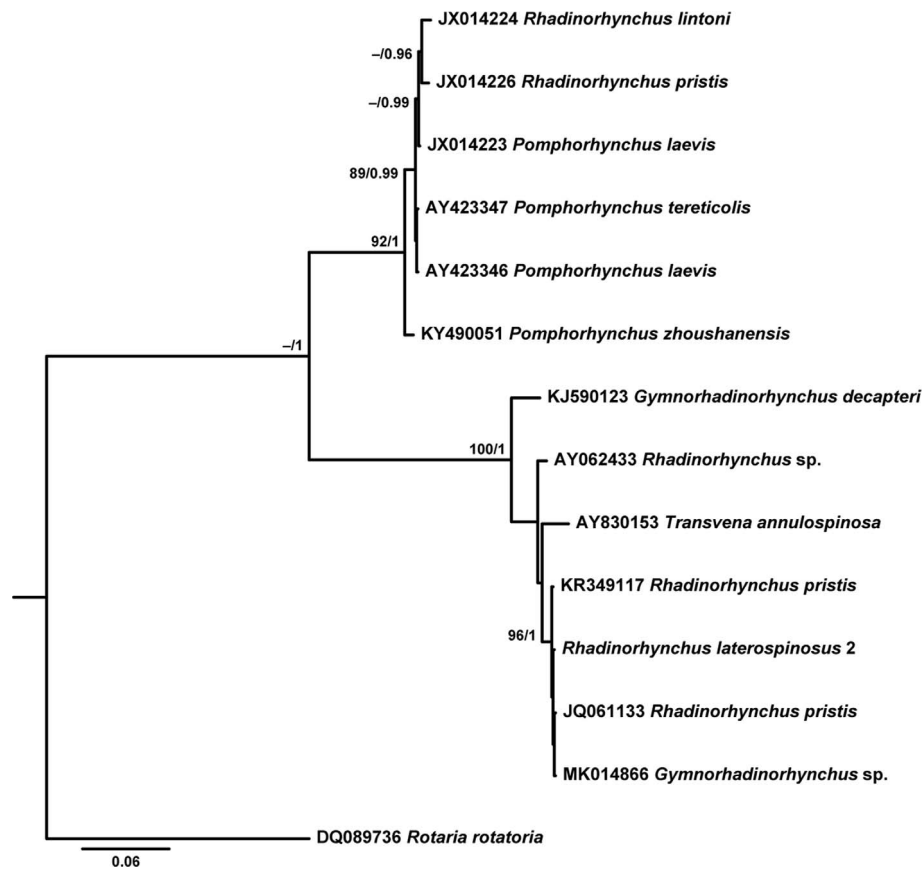 JX014224 Rhadinorhynchus lintoni
–/0.96
JX014226 Rhadinorhynchus pristis
–/0.99
JX014223 Pomphorhynchus laevis
89/0.99
AY423347 Pomphorhynchus tereticolis
92/1
AY423346 Pomphorhynchus laevis
KY490051 Pomphorhynchus zhoushanensis
–/1
KJ590123 Gymnorhadinorhynchus decapteri
100/1
AY062433 Rhadinorhynchus sp.
AY830153 Transvena annulospinosa
KR349117 Rhadinorhynchus pristis
96/1
Rhadinorhynchus laterospinosus 2
JQ061133 Rhadinorhynchus pristis
MK014866 Gymnorhadinorhynchus sp.
DQ089736 Rotaria rotatoria
0.06